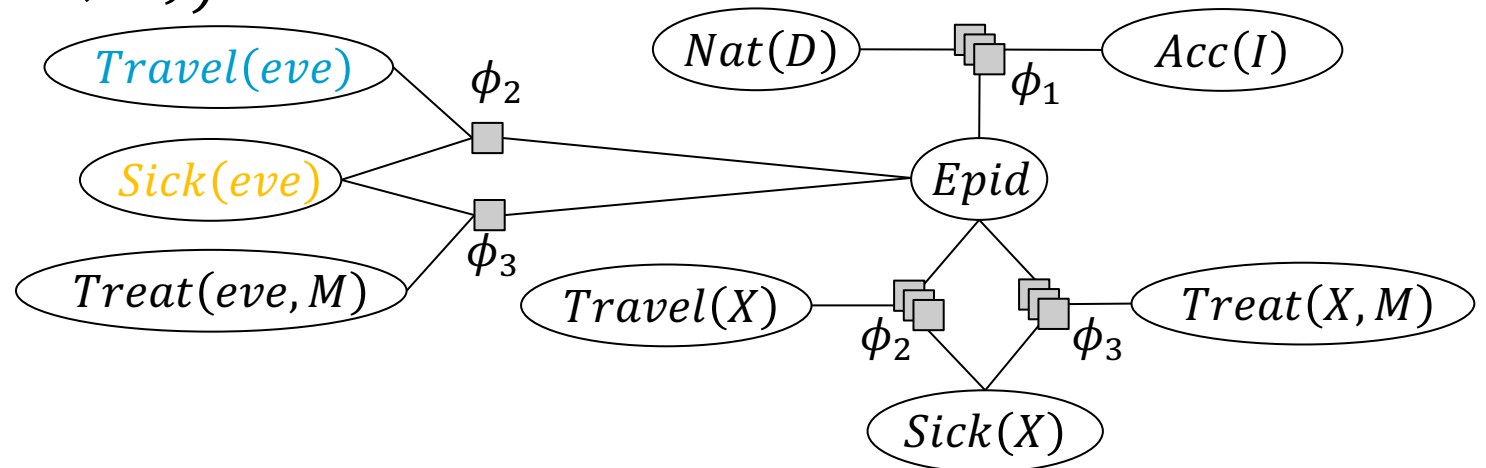 Travel(eve)
Nat(D)
Acc(I)
ϕ₁
ϕ₂
Sick(eve)
Epid
ϕ₃
Treat(eve, M)
Travel(X)
ϕ₂
ϕ₃
Treat(X, M)
Sick(X)